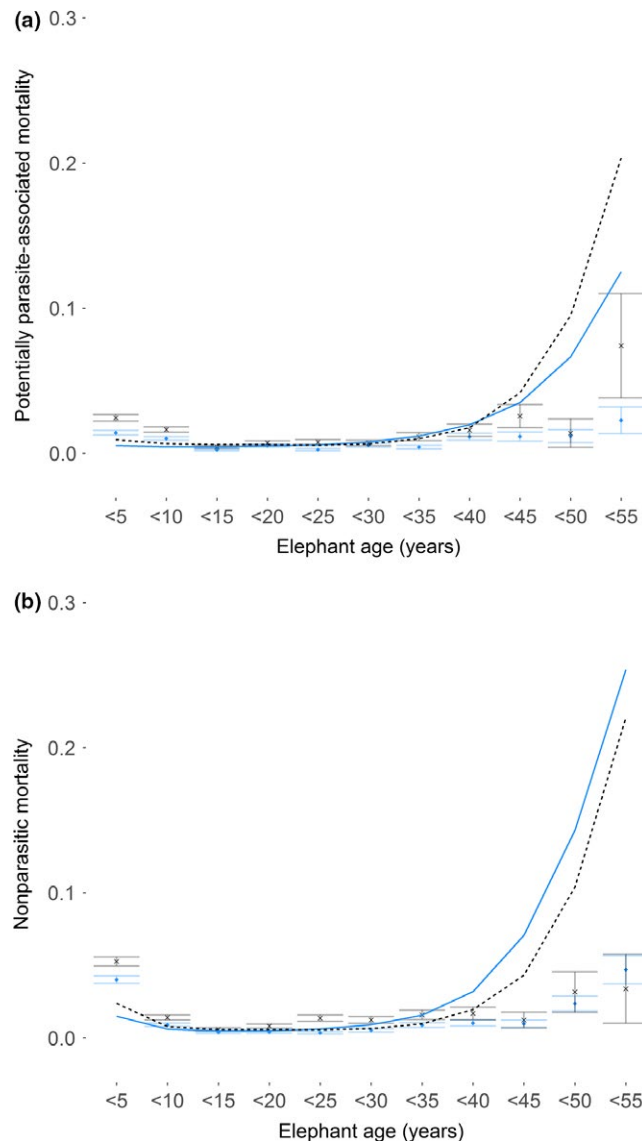 (a)
0.3
0.2
0.1
0.0
Potentially parasite-associated mortality
<5 <10 <15 <20 <25 <30 <35 <40 <45 <50 <55
Elephant age (years)
(b)
0.3
0.2
0.1
0.0
Nonparasitic mortality
<5 <10 <15 <20 <25 <30 <35 <40 <45 <50 <55
Elephant age (years)